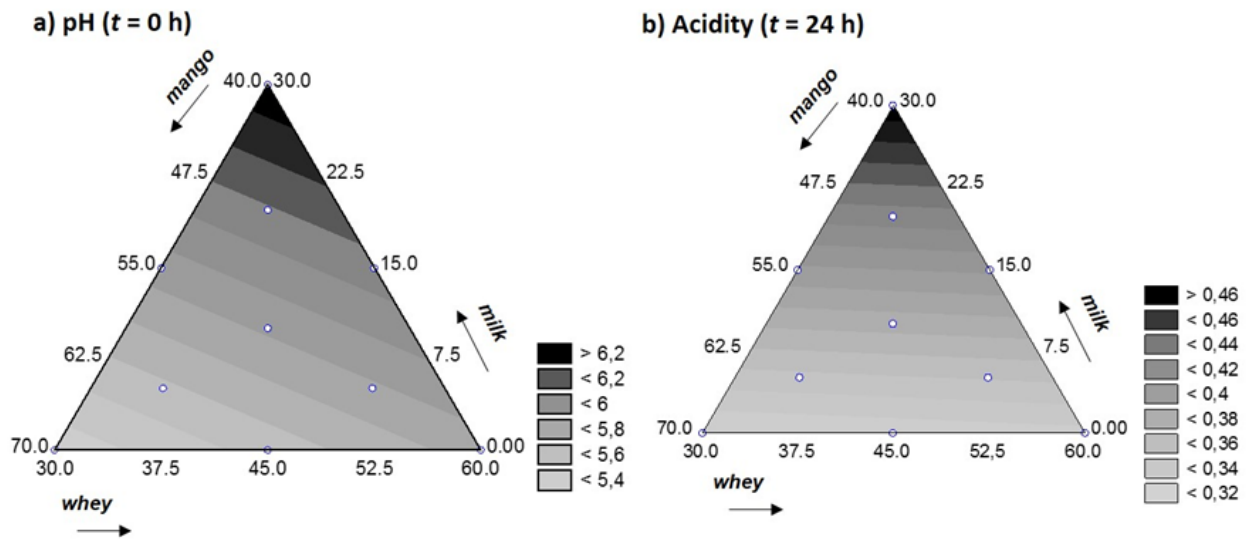 a) pH (t = 0 h)
mango
40.0 30.0
47.5 22.5
55.0 15.0
milk
62.5 7.5
70.0 0.00
30.0 37.5 45.0 52.5 60.0
whey
> 6,2
< 6,2
< 6
< 5,8
< 5,6
< 5,4
b) Acidity (t = 24 h)
mango
40.0 30.0
47.5 22.5
55.0 15.0
milk
62.5 7.5
70.0 0.00
30.0 37.5 45.0 52,5 60.0
whey
> 0,46
< 0,46
< 0,44
< 0,42
< 0,4
< 0,38
< 0,36
< 0,34
< 0,32